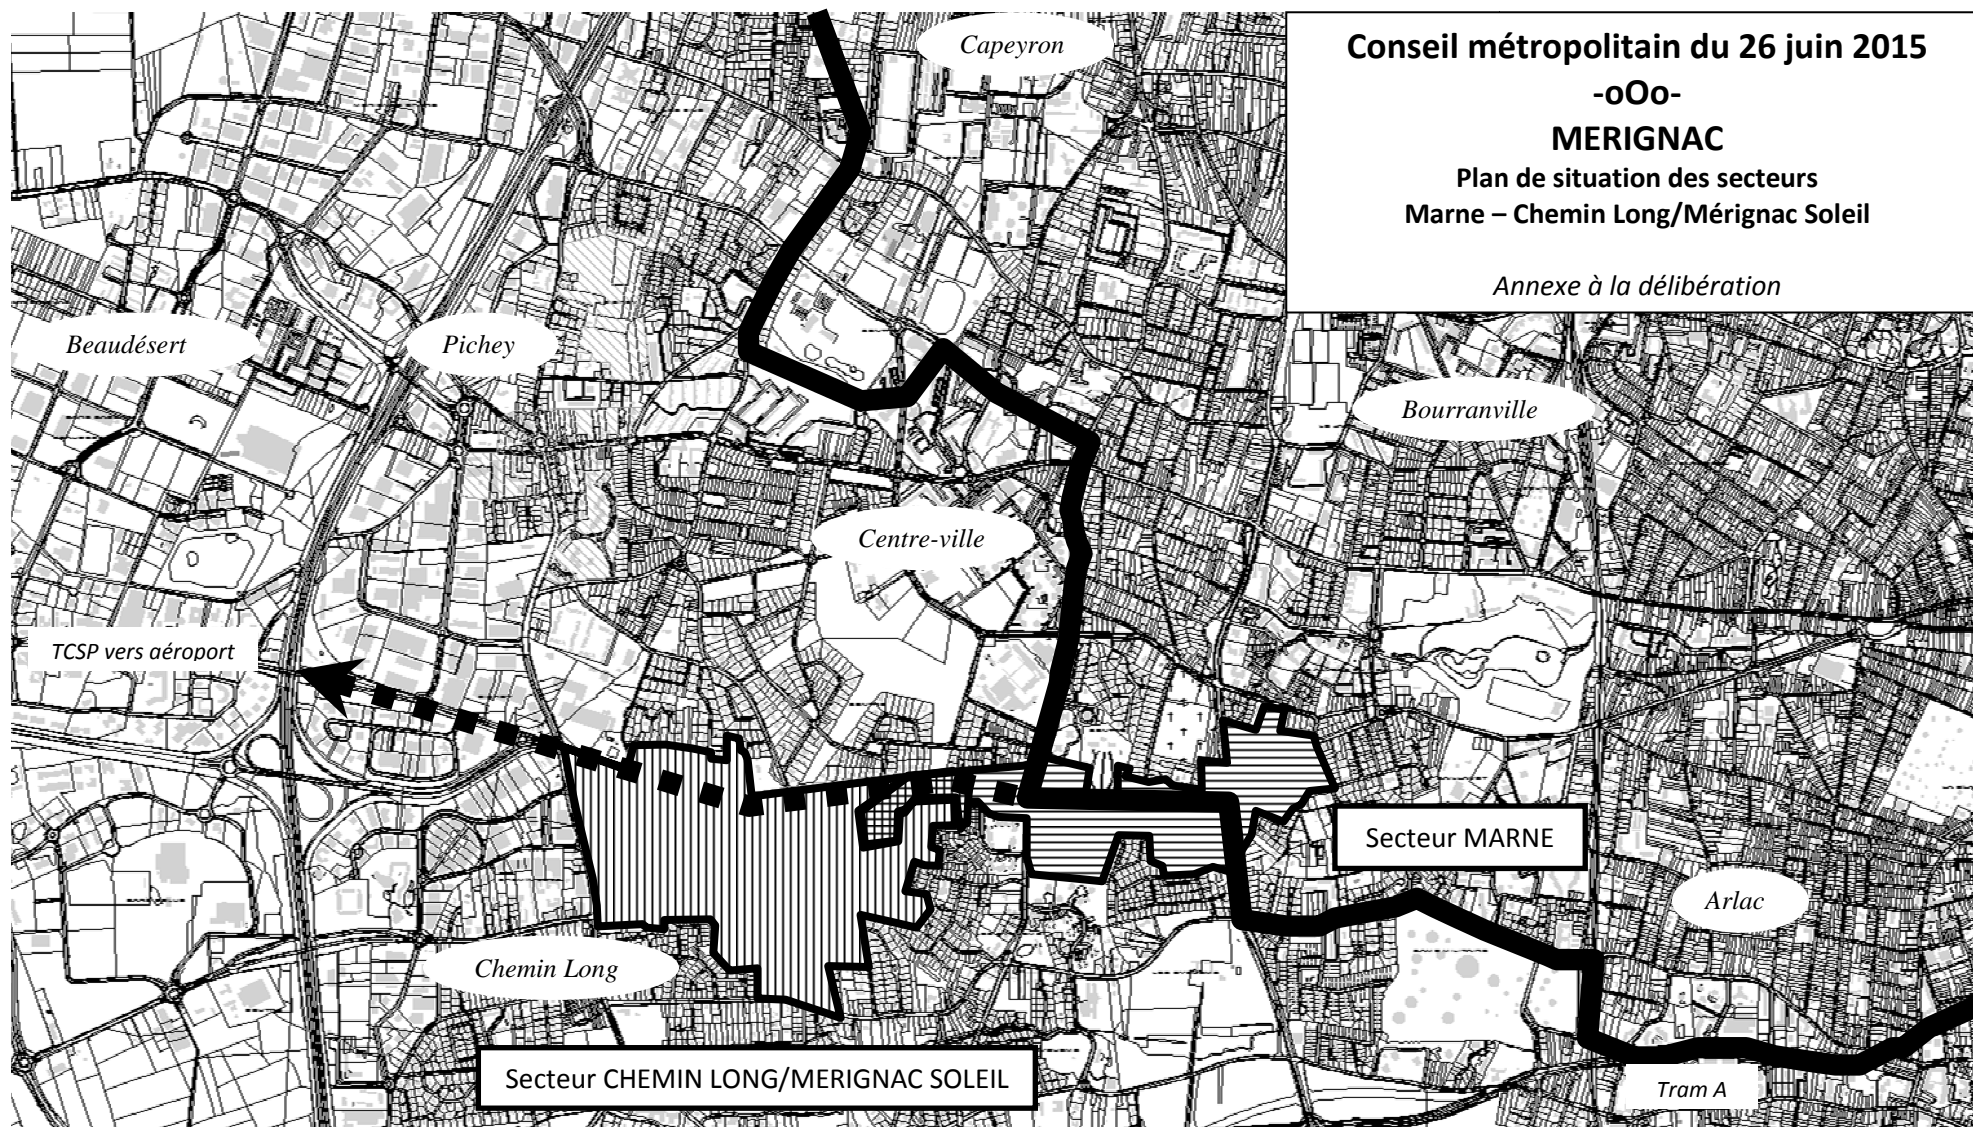 Conseil métropolitain du 26 juin 2015
-oOo-
MERIGNAC
Plan de situation des secteurs
Marne – Chemin Long/Mérignac Soleil
Annexe à la délibération
Capeyron
Beaudésert
Pichey
Bourranville
Centre-ville
TCSP vers aéroport
Secteur MARNE
Arlac
Chemin Long
Secteur CHEMIN LONG/MERIGNAC SOLEIL
Tram A